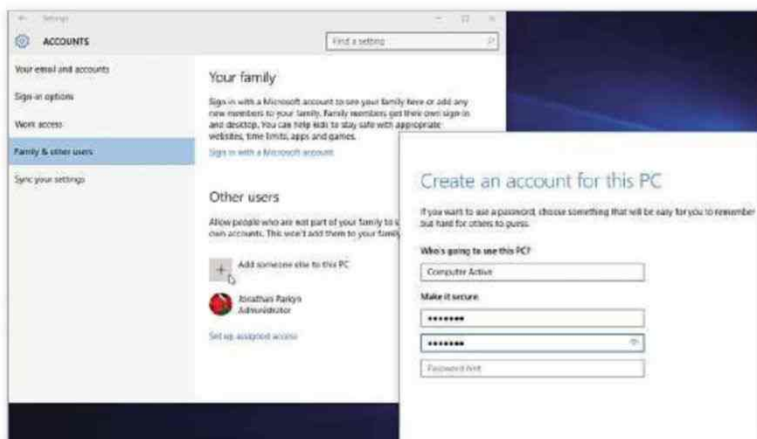 Settings
ACCOUNTS
Find a setting
Your email and accounts
Sign-in options
Work access
Family & other users
Sync your settings
Your family
Sign in with a Microsoft account to see your family here or add any
new members to your family. Family members get their own sign-in
and desktop. You can help kids to stay safe with appropriate
websites, time limits, apps and games.
Sign in with a Microsoft account
Other users
Allow people who are not part of your family to
own accounts. This won't add them to your family
Add someone else to this PC
Jonathan Parkyn
Administrator
Set up assigned access
Create an account for this PC
If you want to use a password, choose something that will be easy for you to remember
but hard for others to guess.
Who's going to use this PC?
Computer Active
Make it secure.
Password hint